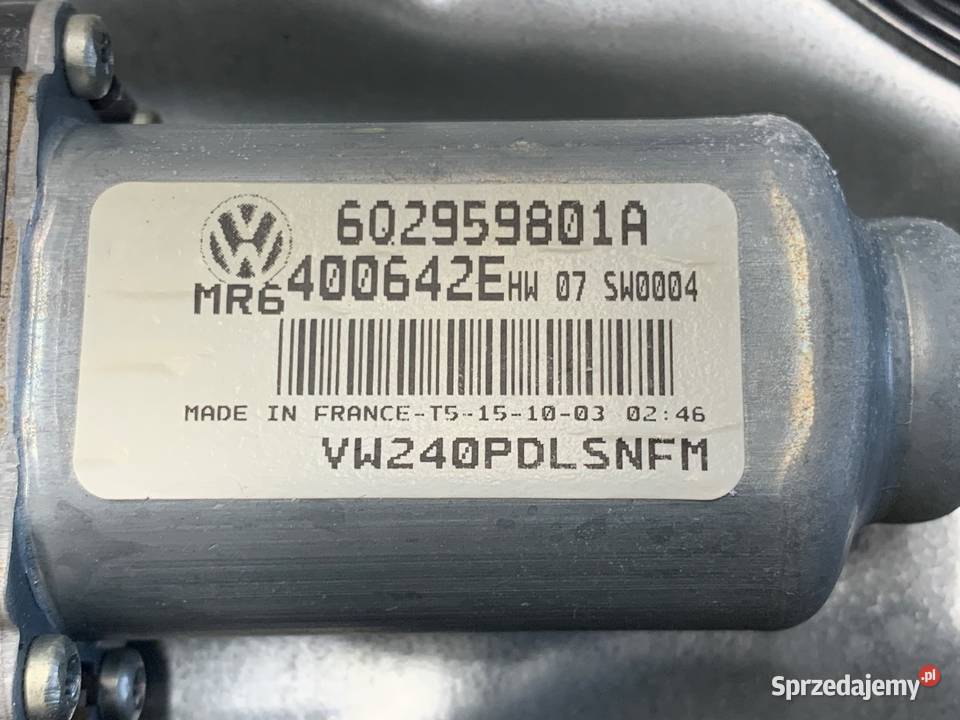 6Q2959801A
MR6 400642E HW 07 SW0004
MADE IN FRANCE-T5-15-10-03 02:46
VW240PDLSNFM
Sprzedajemy.pl